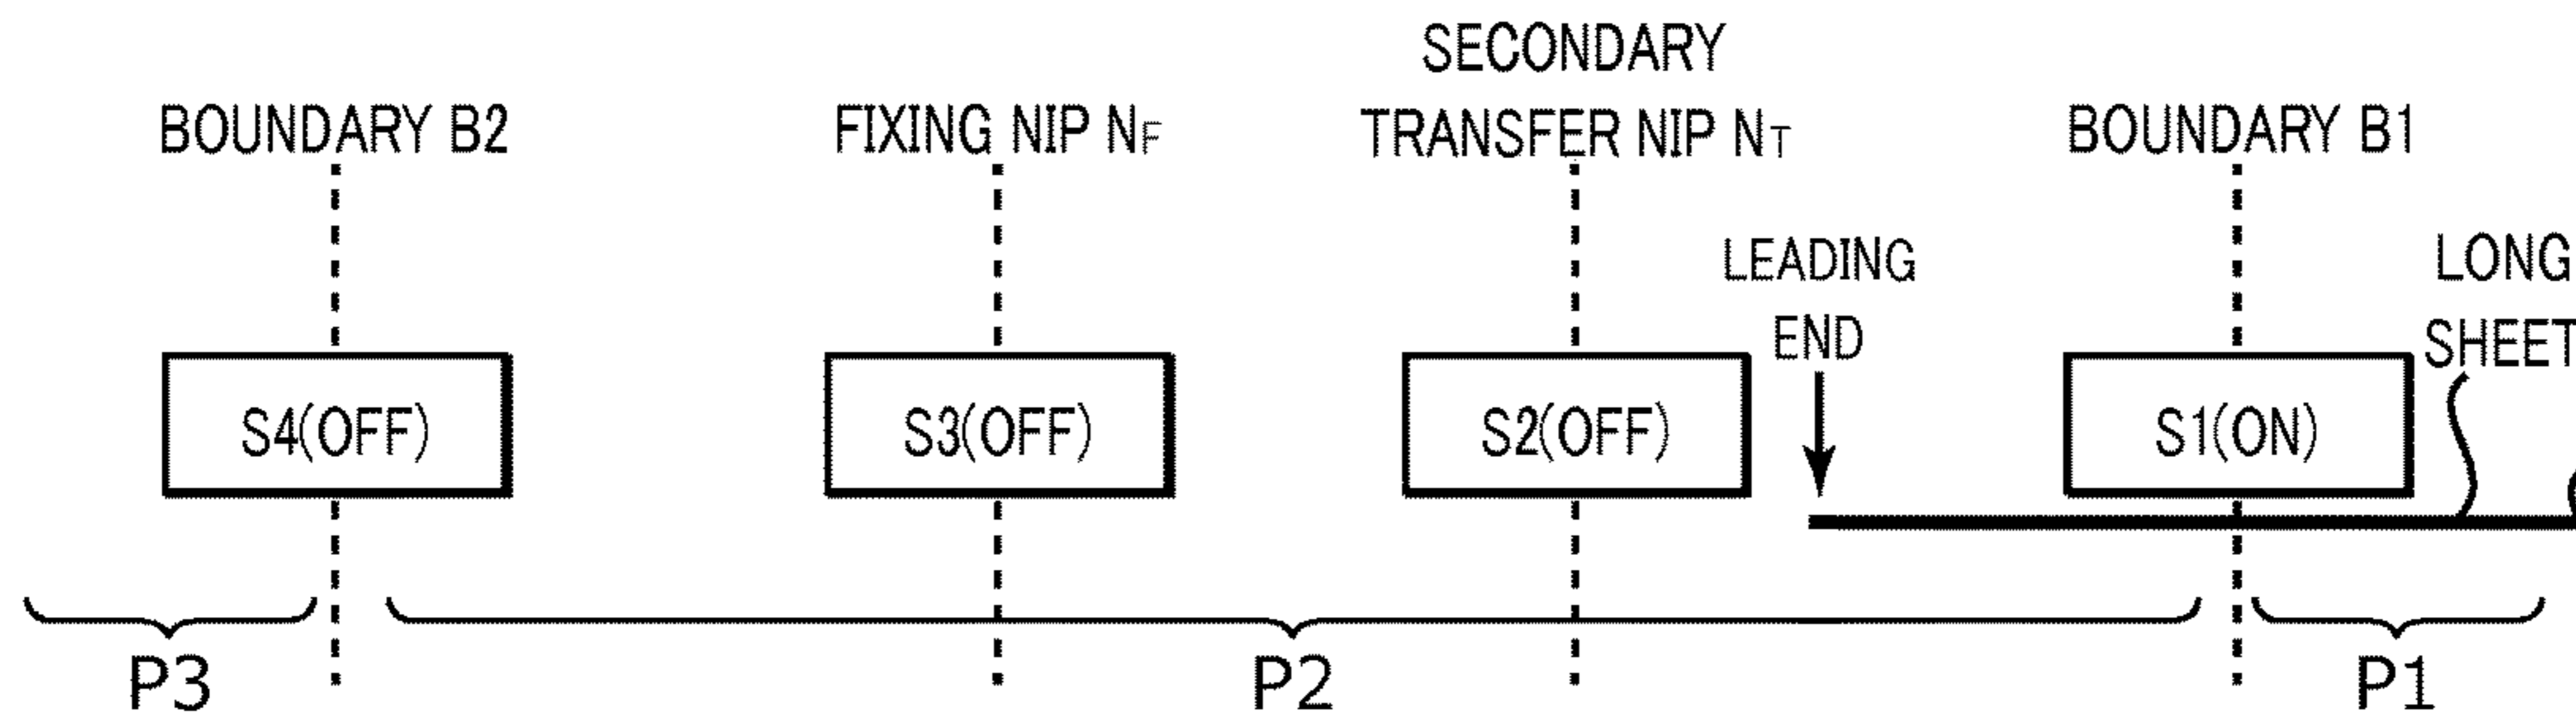 SECONDARY
BOUNDARY B2 FIXING NIP NF TRANSFER NIP NT BOUNDARY B1
LEADING LONG
END SHEET
S4(OFF) S3(OFF) S2(OFF) S1(ON)
P3 P2 P1